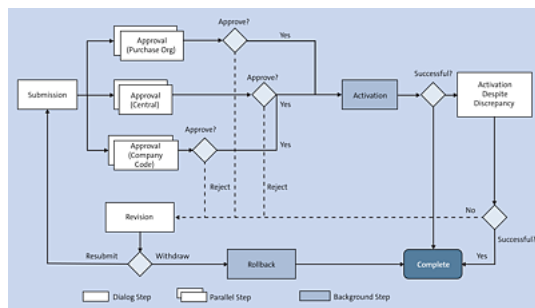 Approve?
Approval
(Purchase Org)
Yes
Submission
Approval
(Central)
Approve?
Yes
Activation
Successful?
Activation
Despite
Discrepancy
Approval
(Company
Code)
Approve?
Yes
Reject
Reject
Revision
No
Successful?
Resubmit
Withdraw
Rollback
Complete
Yes
Dialog Step
Parallel Step
Background Step